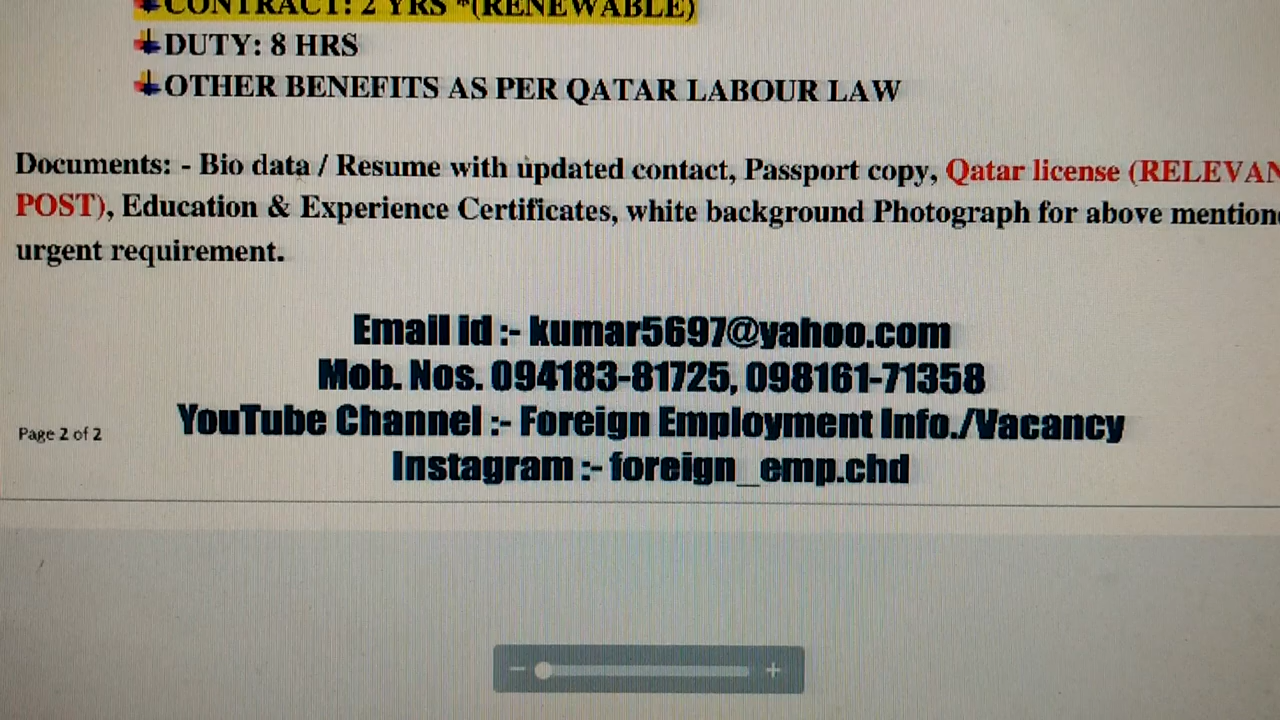 CONTRACT: 2 YRS *(RENEWABLE)
DUTY: 8 HRS
OTHER BENEFITS AS PER QATAR LABOUR LAW
Documents: - Bio data / Resume with updated contact, Passport copy, Qatar license (RELEVAN
POST), Education & Experience Certificates, white background Photograph for above mention
urgent requirement.
Email id :- kumar5697@yahoo.com
Mob. Nos. 094183-81725, 098161-71358
YouTube Channel :- Foreign Employment Info./Vacancy
Page 2 of 2
Instagram :- foreign_emp.chd